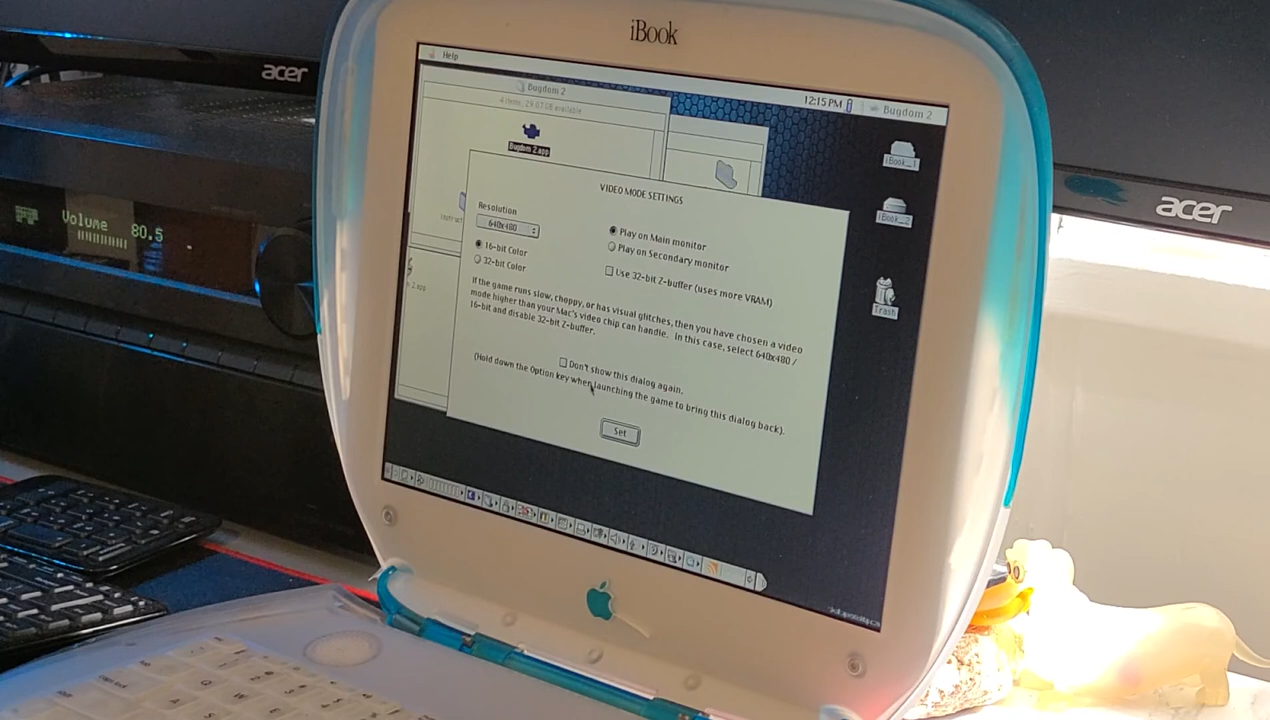 iBook
acer
Help
Bugdom 2
12:15 PM
Bugdom 2
4 items, 29.07 GB available
Bugdom 2.app
iBook_1
iBook_2
Trash
VIDEO MODE SETTINGS
Resolution
640x480
16-bit Color
32-bit Color
Play on Main monitor
Play on Secondary monitor
Use 32-bit Z-buffer (uses more VRAM)
If the game runs slow, choppy, or has visual glitches, then you have chosen a video
mode higher than your Mac's video chip can handle. In this case, select 640x480 /
16-bit and disable 32-bit Z-buffer.
Don't show this dialog again.
(Hold down the Option key when launching the game to bring this dialog back).
Set
Volume 80.5
acer
Q
W
A
S